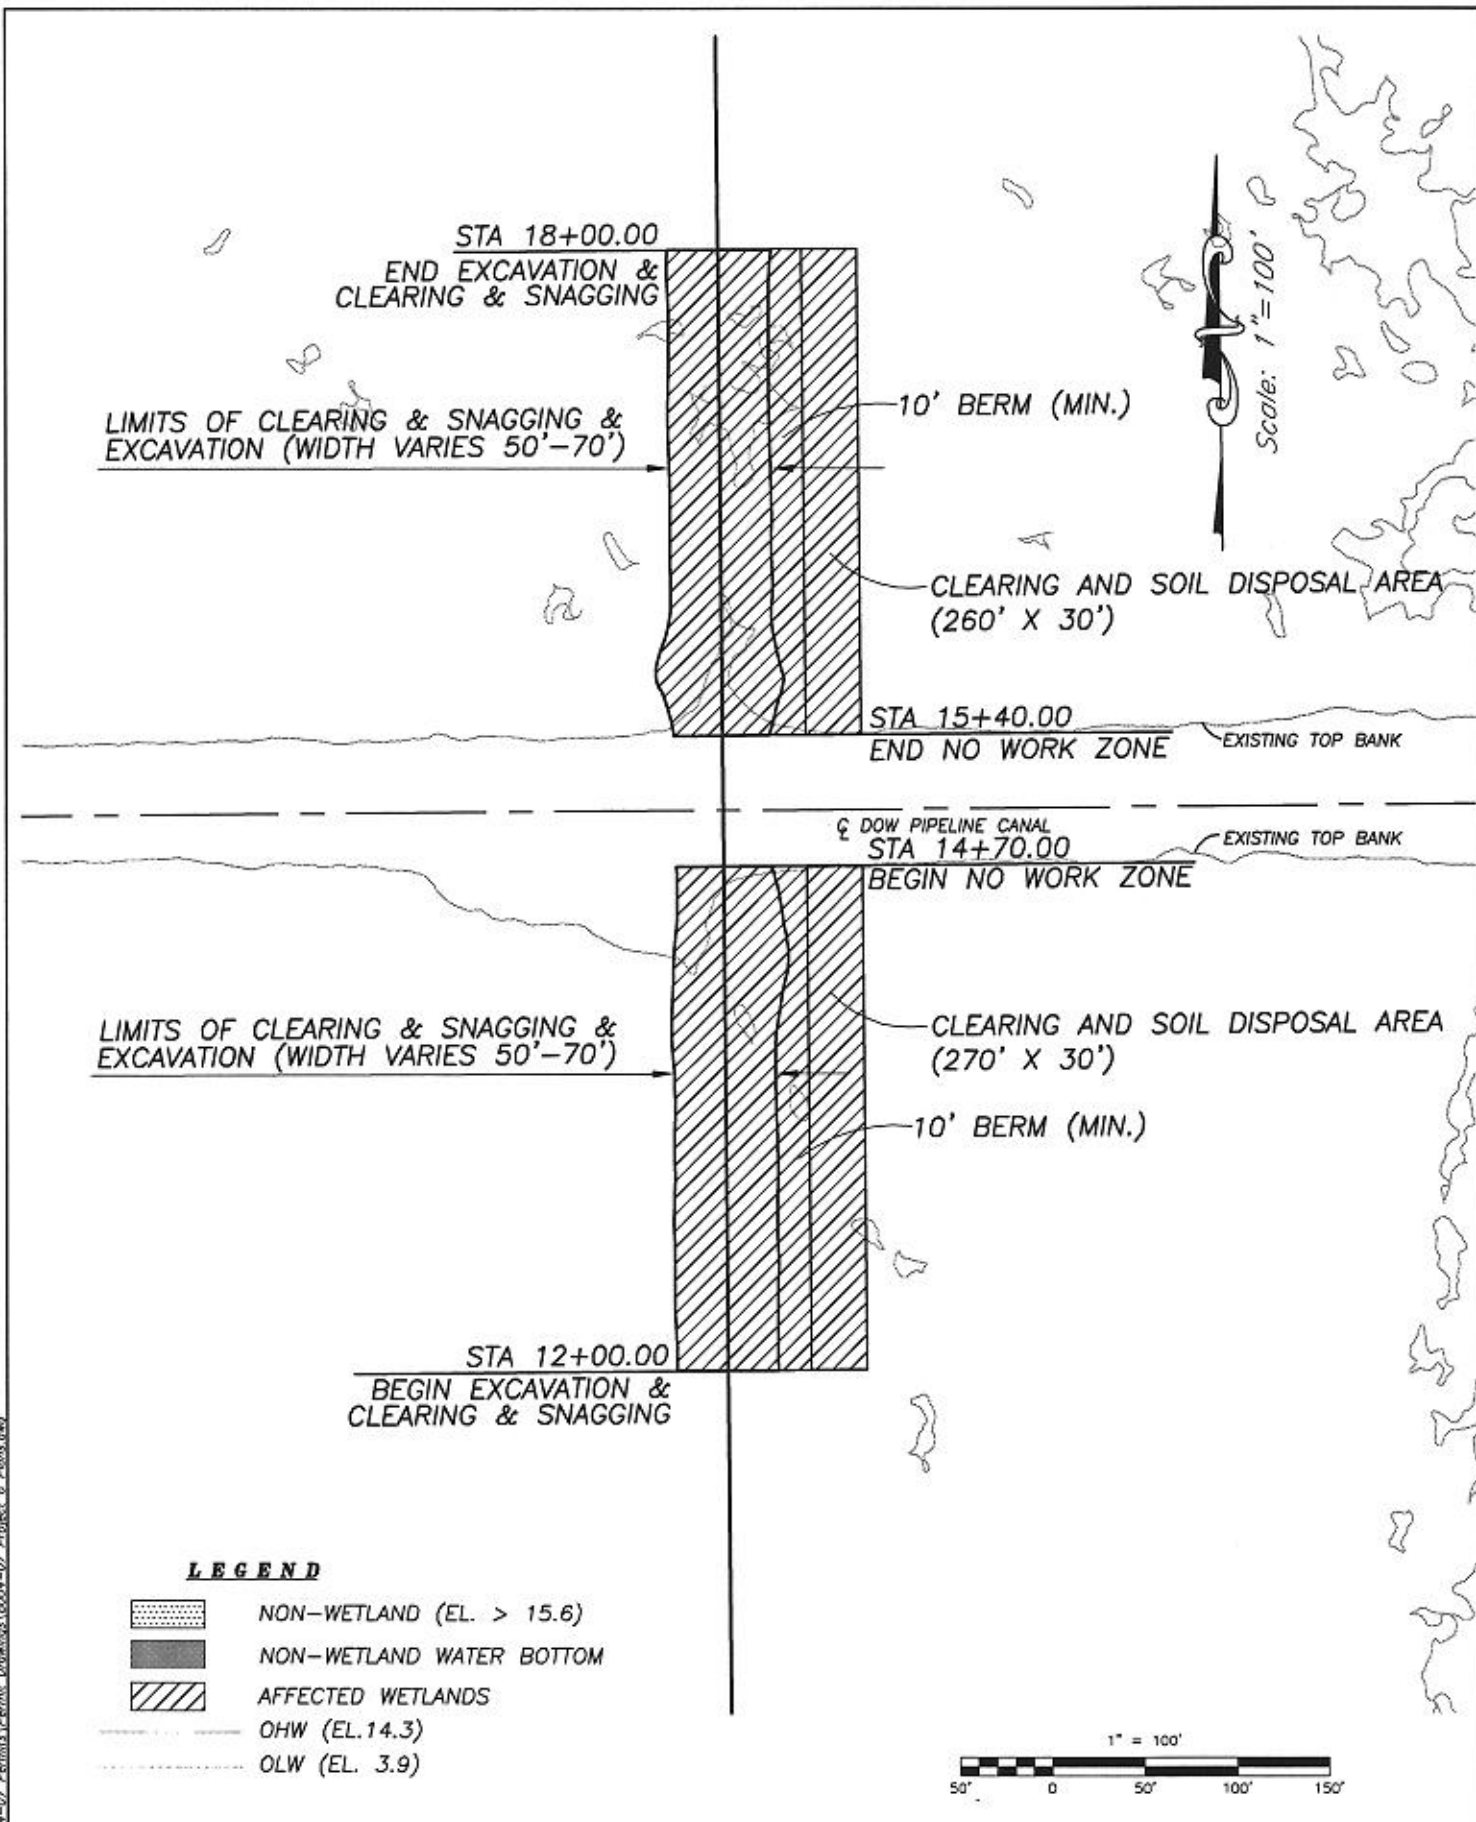 STA 18+00.00
END EXCAVATION &
CLEARING & SNAGGING
Scale: 1"=100'
LIMITS OF CLEARING & SNAGGING &
EXCAVATION (WIDTH VARIES 50'-70')
10' BERM (MIN.)
CLEARING AND SOIL DISPOSAL AREA
(260' X 30')
STA 15+40.00
END NO WORK ZONE
EXISTING TOP BANK
℄ DOW PIPELINE CANAL
STA 14+70.00
BEGIN NO WORK ZONE
EXISTING TOP BANK
LIMITS OF CLEARING & SNAGGING &
EXCAVATION (WIDTH VARIES 50'-70')
CLEARING AND SOIL DISPOSAL AREA
(270' X 30')
10' BERM (MIN.)
STA 12+00.00
BEGIN EXCAVATION &
CLEARING & SNAGGING
LEGEND
NON-WETLAND (EL. > 15.6)
NON-WETLAND WATER BOTTOM
AFFECTED WETLANDS
OHW (EL.14.3)
OLW (EL. 3.9)
1" = 100'
50' 0 50' 100' 150'